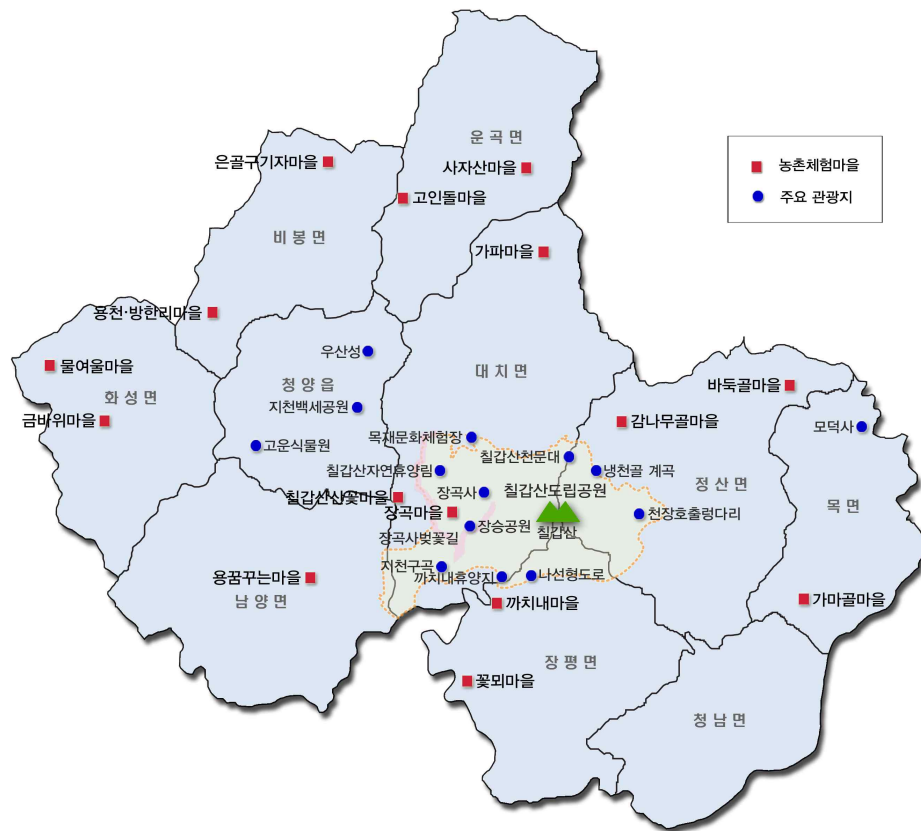 운곡면
은골구기자마을
사자산마을
농촌체험마을
고인돌마을
주요 관광지
비봉면
가파마을
용천·방한리마을
우산성
물여울마을
대치면
청양읍
바둑골마을
화성면
지천백세공원
금바위마을
감나무골마을
모덕사
목재문화체험장
고운식물원
칠갑산천문대
칠갑산자연휴양림
냉천골 계곡
정산면
장곡사
칠갑산도립공원
칠갑산산꽃마을
목면
장곡마을
천장호출렁다리
장승공원
칠갑산
장곡사벚꽃길
지천구곡
용꿈꾸는마을
까치내휴양지
나선형도로
남양면
까치내마을
가마골마을
장평면
꽃뫼마을
청남면